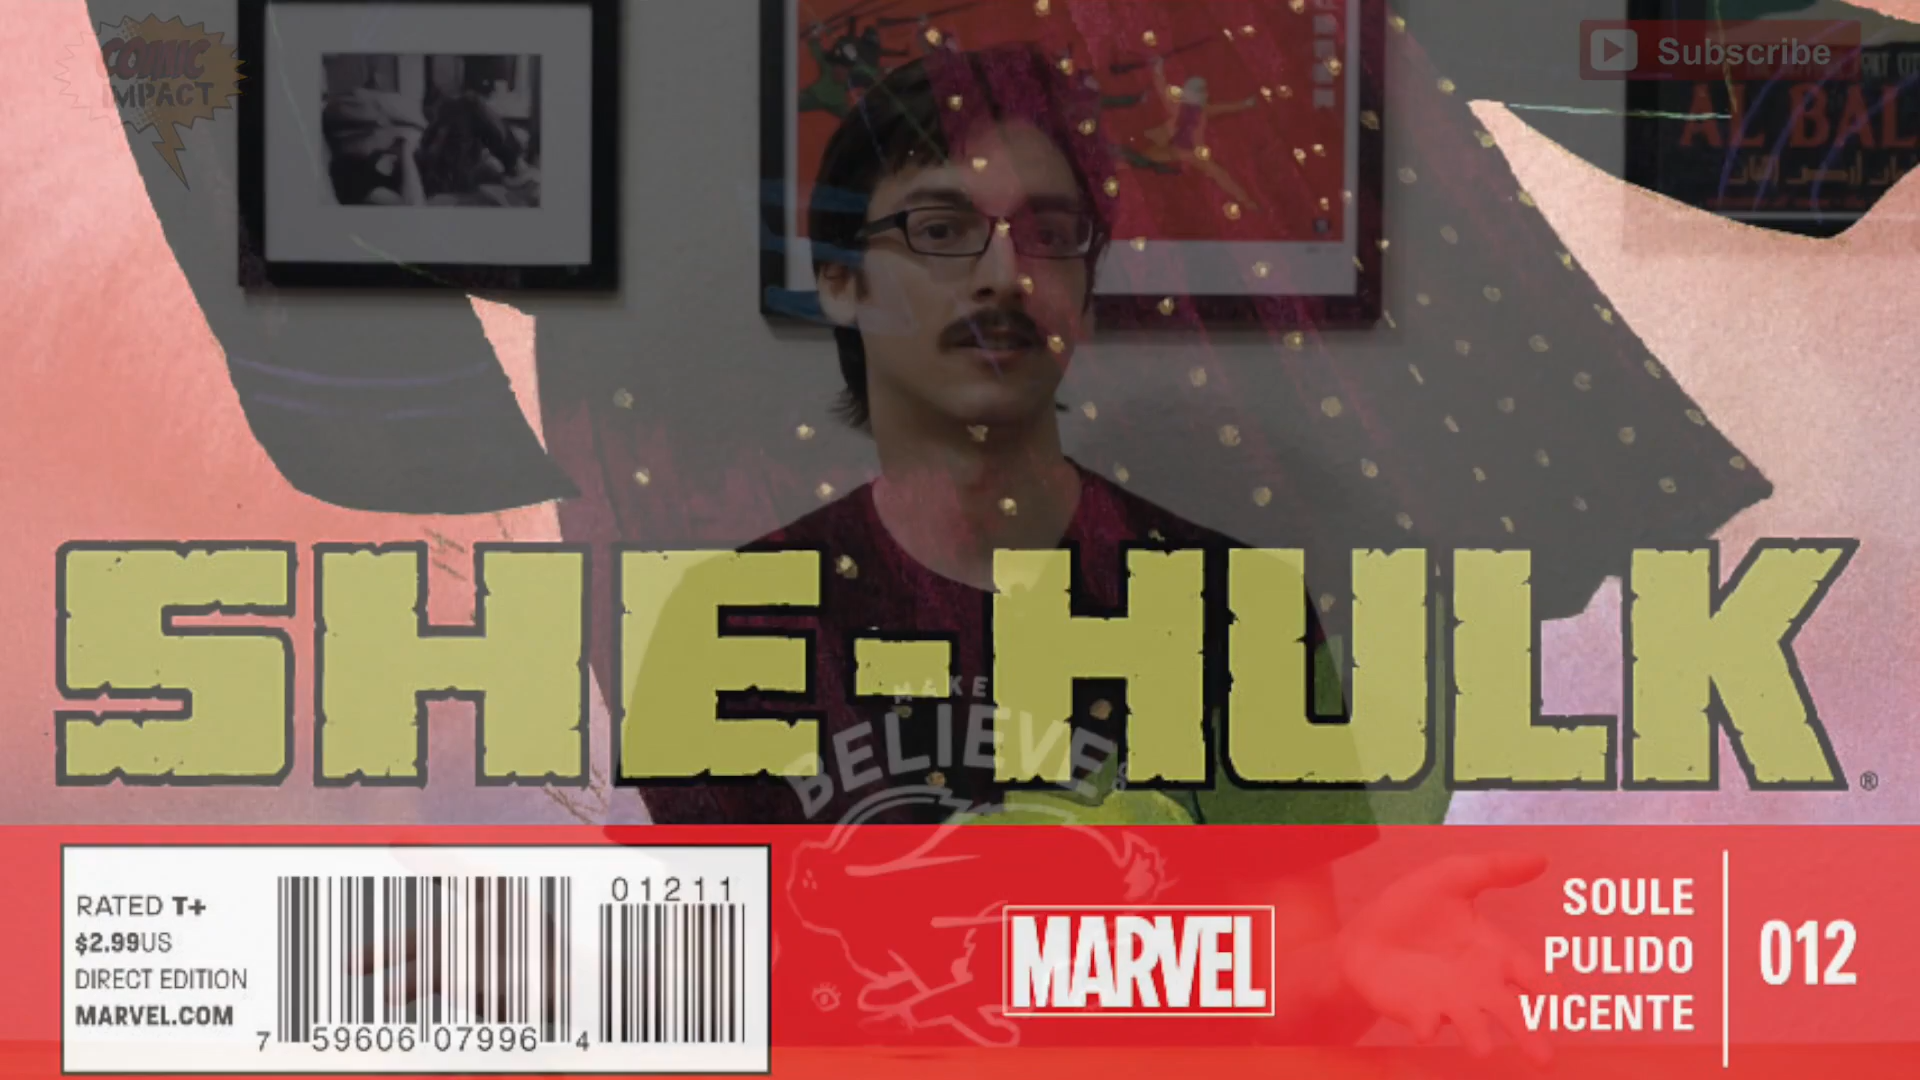 COMIC
IMPACT
Subscribe
AL BAL
SHE-HULK®
MAKE
BELIEVE
RATED T+
$2.99US
DIRECT EDITION
MARVEL.COM
01211
7 59606 07996 4
MARVEL
SOULE
PULIDO
VICENTE
012